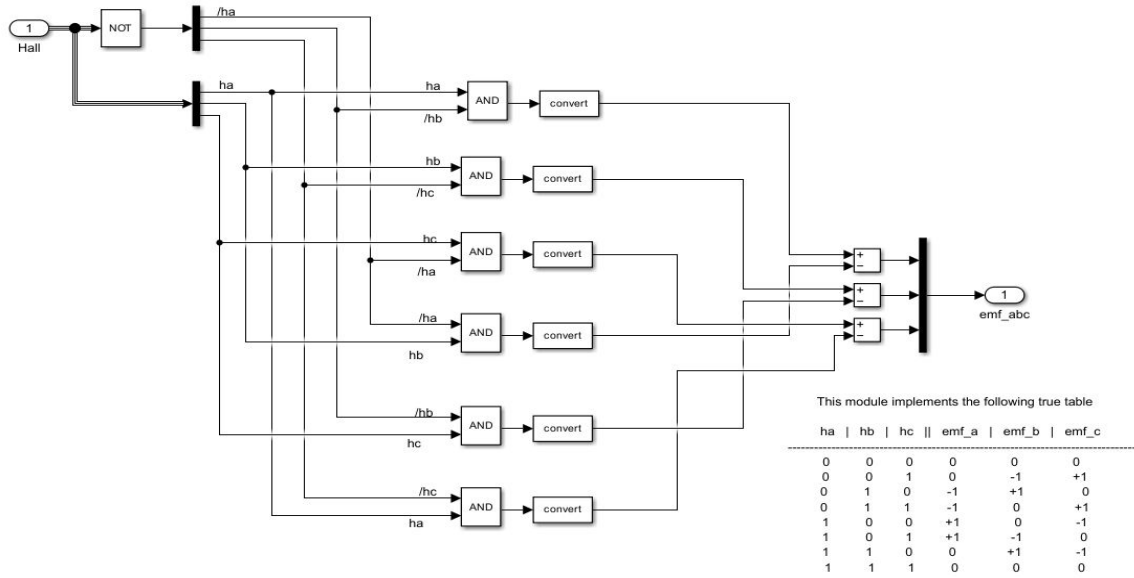 1
Hall
NOT
/ha
ha
ha
/hb
AND
convert
hb
/hc
AND
convert
hc
/ha
AND
convert
/ha
hb
AND
convert
/hb
hc
AND
convert
/hc
ha
AND
convert
+
−
+
−
+
−
1
emf_abc
This module implements the following true table
ha | hb | hc || emf_a | emf_b | emf_c
--------------------------------------------------------------------------------
0 0 0 0 0 0
0 0 1 0 -1 +1
0 1 0 -1 +1 0
0 1 1 -1 0 +1
1 0 0 +1 0 -1
1 0 1 +1 -1 0
1 1 0 0 +1 -1
1 1 1 0 0 0